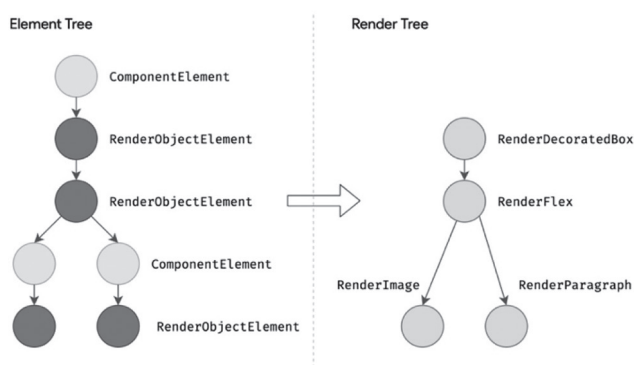 Element Tree
ComponentElement
RenderObjectElement
RenderObjectElement
ComponentElement
RenderObjectElement
Render Tree
RenderDecoratedBox
RenderFlex
RenderImage
RenderParagraph